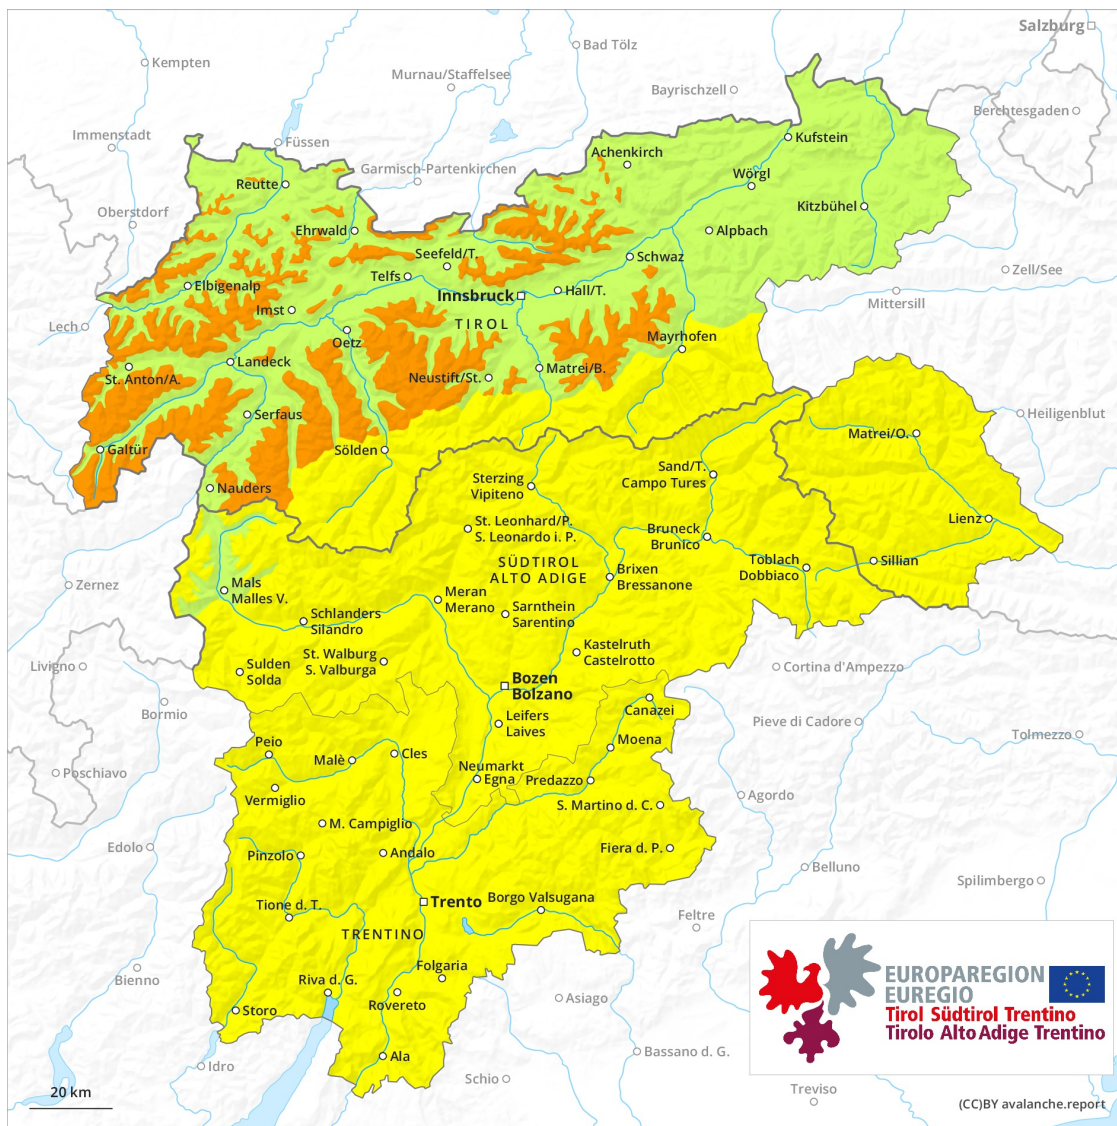 Salzburg
Bad Tölz
Kempten
Murnau/Staffelsee
Bayrischzell
Berchtesgaden
Immenstadt
Füssen
Kufstein
Achenkirch
Garmisch-Partenkirchen
Wörgl
Reutte
Kitzbühel
Oberstdorf
Ehrwald
Alpbach
Seefeld/T.
Schwaz
Zell/See
Telfs
Elbigenalp
Hall/T.
Innsbruck
Mittersill
Imst
TIROL
Lech
Oetz
Mayrhofen
Landeck
Matrei/B.
St. Anton/A.
Neustift/St.
Serfaus
Heiligenblut
Matrei/O.
Galtür
Sölden
Sand/T.
Campo Tures
Sterzing
Vipiteno
Nauders
St. Leonhard/P.
S. Leonardo i. P.
Lienz
Bruneck
Brunico
SÜDTIROL
ALTO ADIGE
Toblach
Dobbiaco
Sillian
Brixen
Bressanone
Zernez
Mals
Malles V.
Meran
Merano
Sarnthein
Sarentino
Schlanders
Silandro
Kastelruth
Castelrotto
St. Walburg
S. Valburga
Livigno
Sulden
Solda
Cortina d'Ampezzo
Bozen
Bolzano
Canazei
Bormio
Leifers
Laives
Pieve di Cadore
Tolmezzo
Peio
Moena
Cles
Malè
Poschiavo
Neumarkt
Egna
Predazzo
Vermiglio
Agordo
S. Martino d. C.
M. Campiglio
Edolo
Pinzolo
Andalo
Fiera d. P.
Belluno
Spilimbergo
Tione d. T.
Trento
Borgo Valsugana
Feltre
TRENTINO
Bienno
Folgaria
Riva d. G.
Rovereto
Asiago
Storo
EUROPAREGION
EUREGIO
Tirol Südtirol Trentino
Tirolo Alto Adige Trentino
Ala
Bassano d. G.
Idro
Schio
Treviso
20 km
(CC)BY avalanche.report